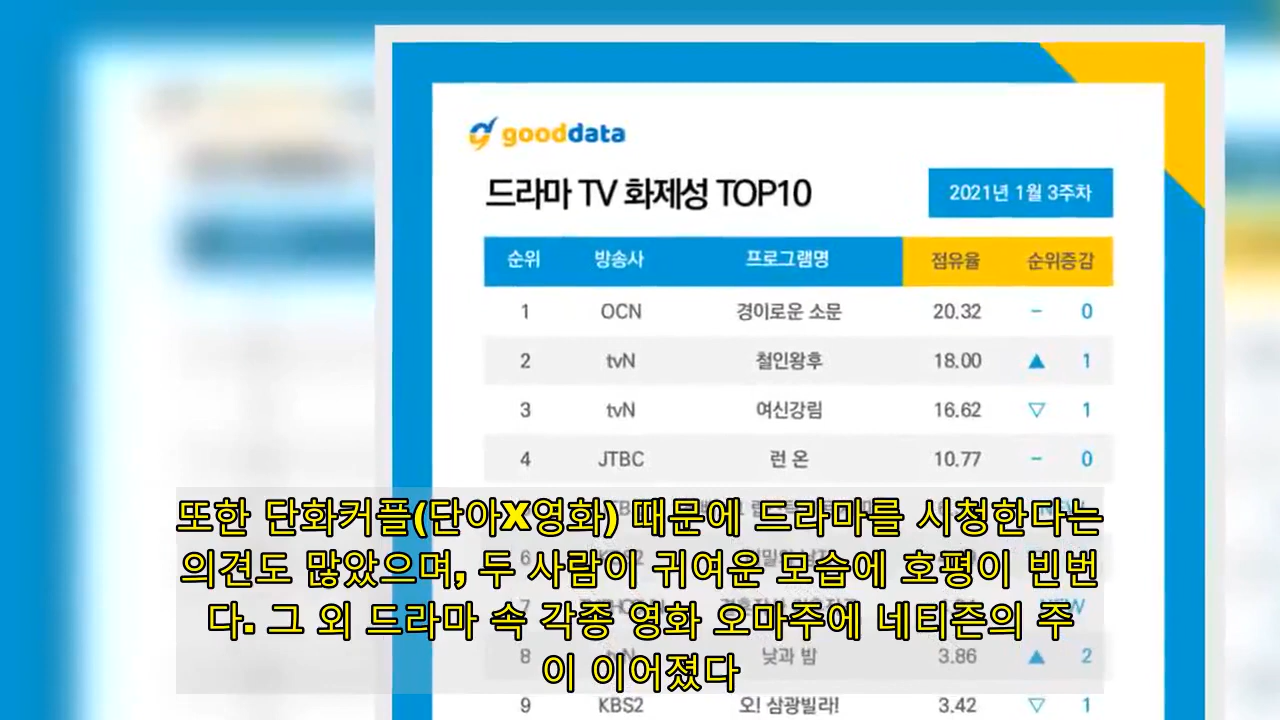 gooddata
드라마 TV 화제성 TOP10
2021년 1월 3주차
순위 방송사 프로그램명 점유율 순위증감
1 OCN 경이로운 소문 20.32 – 0
2 tvN 철인왕후 18.00 ▲ 1
3 tvN 여신강림 16.62 ▽ 1
4 JTBC 런 온 10.77 – 0
또한 단화커플(단아X영화) 때문에 드라마를 시청한다는
의견도 많았으며, 두 사람이 귀여운 모습에 호평이 빈번
다. 그 외 드라마 속 각종 영화 오마주에 네티즌의 주
이 이어졌다
6 KBS2
7 NEW
8 tvN 낮과 밤 3.86 ▲ 2
9 KBS2 오! 삼광빌라! 3.42 ▽ 1